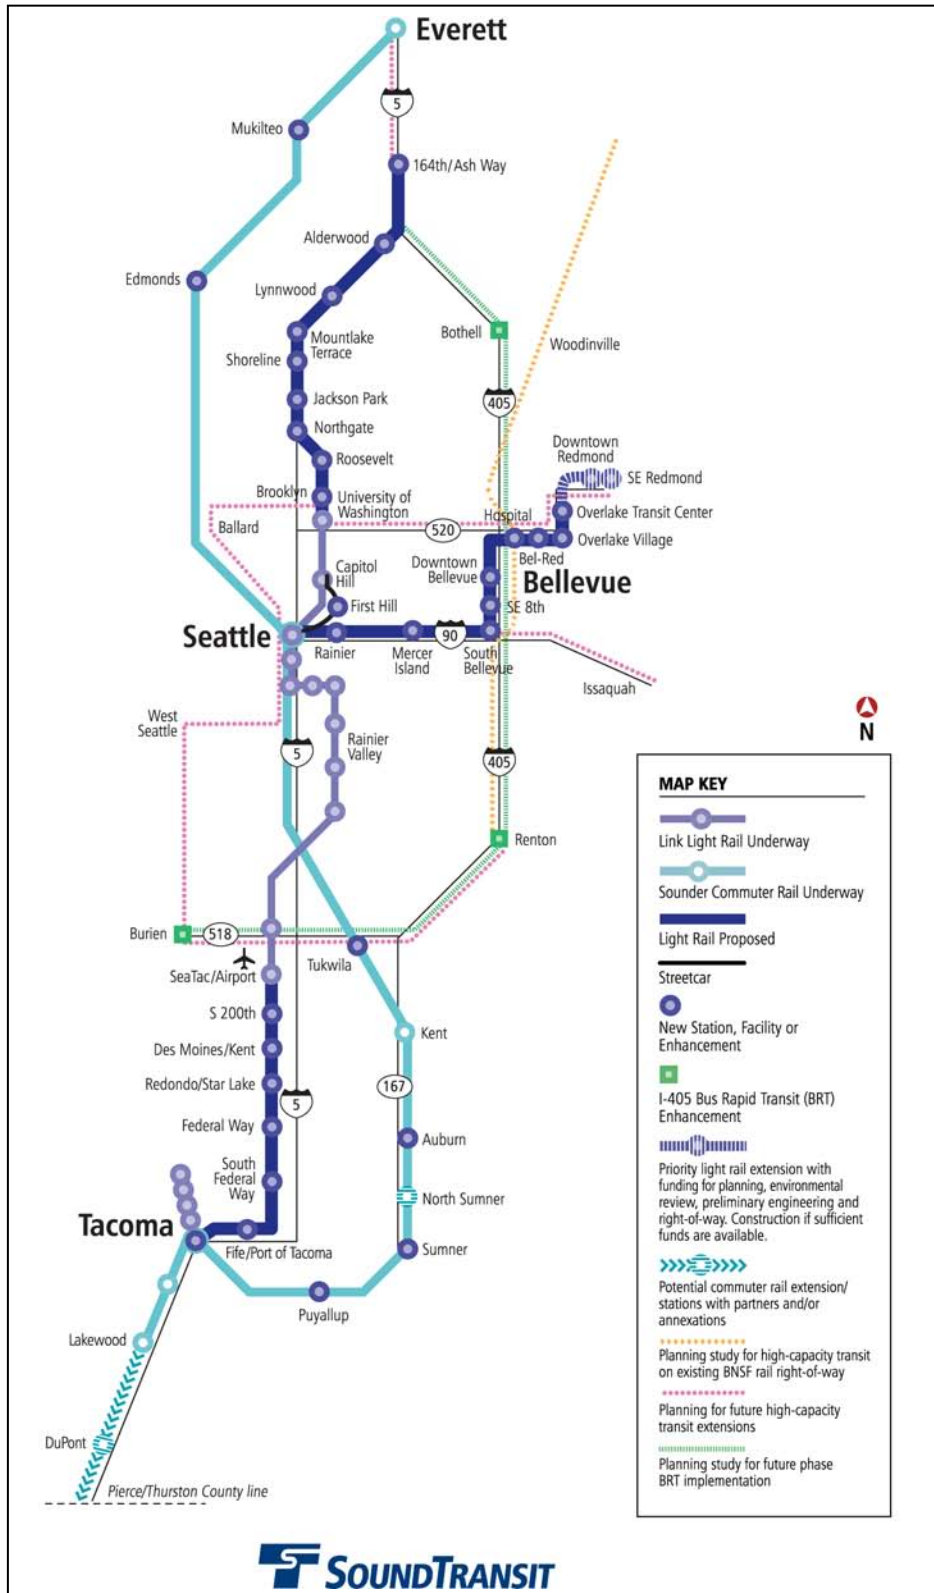 Everett
5
Mukilteo
164th/Ash Way
Alderwood
Edmonds
Lynnwood
Bothell
Mountlake
Terrace
Woodinville
Shoreline
Jackson Park
405
Northgate
Downtown
Redmond
Roosevelt
SE Redmond
Brooklyn
University of
Washington
Hospital
Overlake Transit Center
Ballard
520
Overlake Village
Bel-Red
Capitol
Hill
Downtown
Bellevue
Bellevue
First Hill
SE 8th
Seattle
90
Rainier
Mercer
Island
South
Bellevue
Issaquah
West
Seattle
N
Rainier
Valley
5
405
Renton
Burien
518
Tukwila
SeaTac/Airport
S 200th
Kent
Des Moines/Kent
Redondo/Star Lake
167
5
Federal Way
Auburn
South
Federal
Way
North Sumner
Tacoma
Fife/Port of Tacoma
Sumner
Puyallup
Lakewood
DuPont
Pierce/Thurston County line
MAP KEY
Link Light Rail Underway
Sounder Commuter Rail Underway
Light Rail Proposed
Streetcar
New Station, Facility or
Enhancement
I-405 Bus Rapid Transit (BRT)
Enhancement
Priority light rail extension with
funding for planning, environmental
review, preliminary engineering and
right-of-way. Construction if sufficient
funds are available.
Potential commuter rail extension/
stations with partners and/or
annexations
Planning study for high-capacity transit
on existing BNSF rail right-of-way
Planning for future high-capacity
transit extensions
Planning study for future phase
BRT implementation
SOUNDTRANSIT